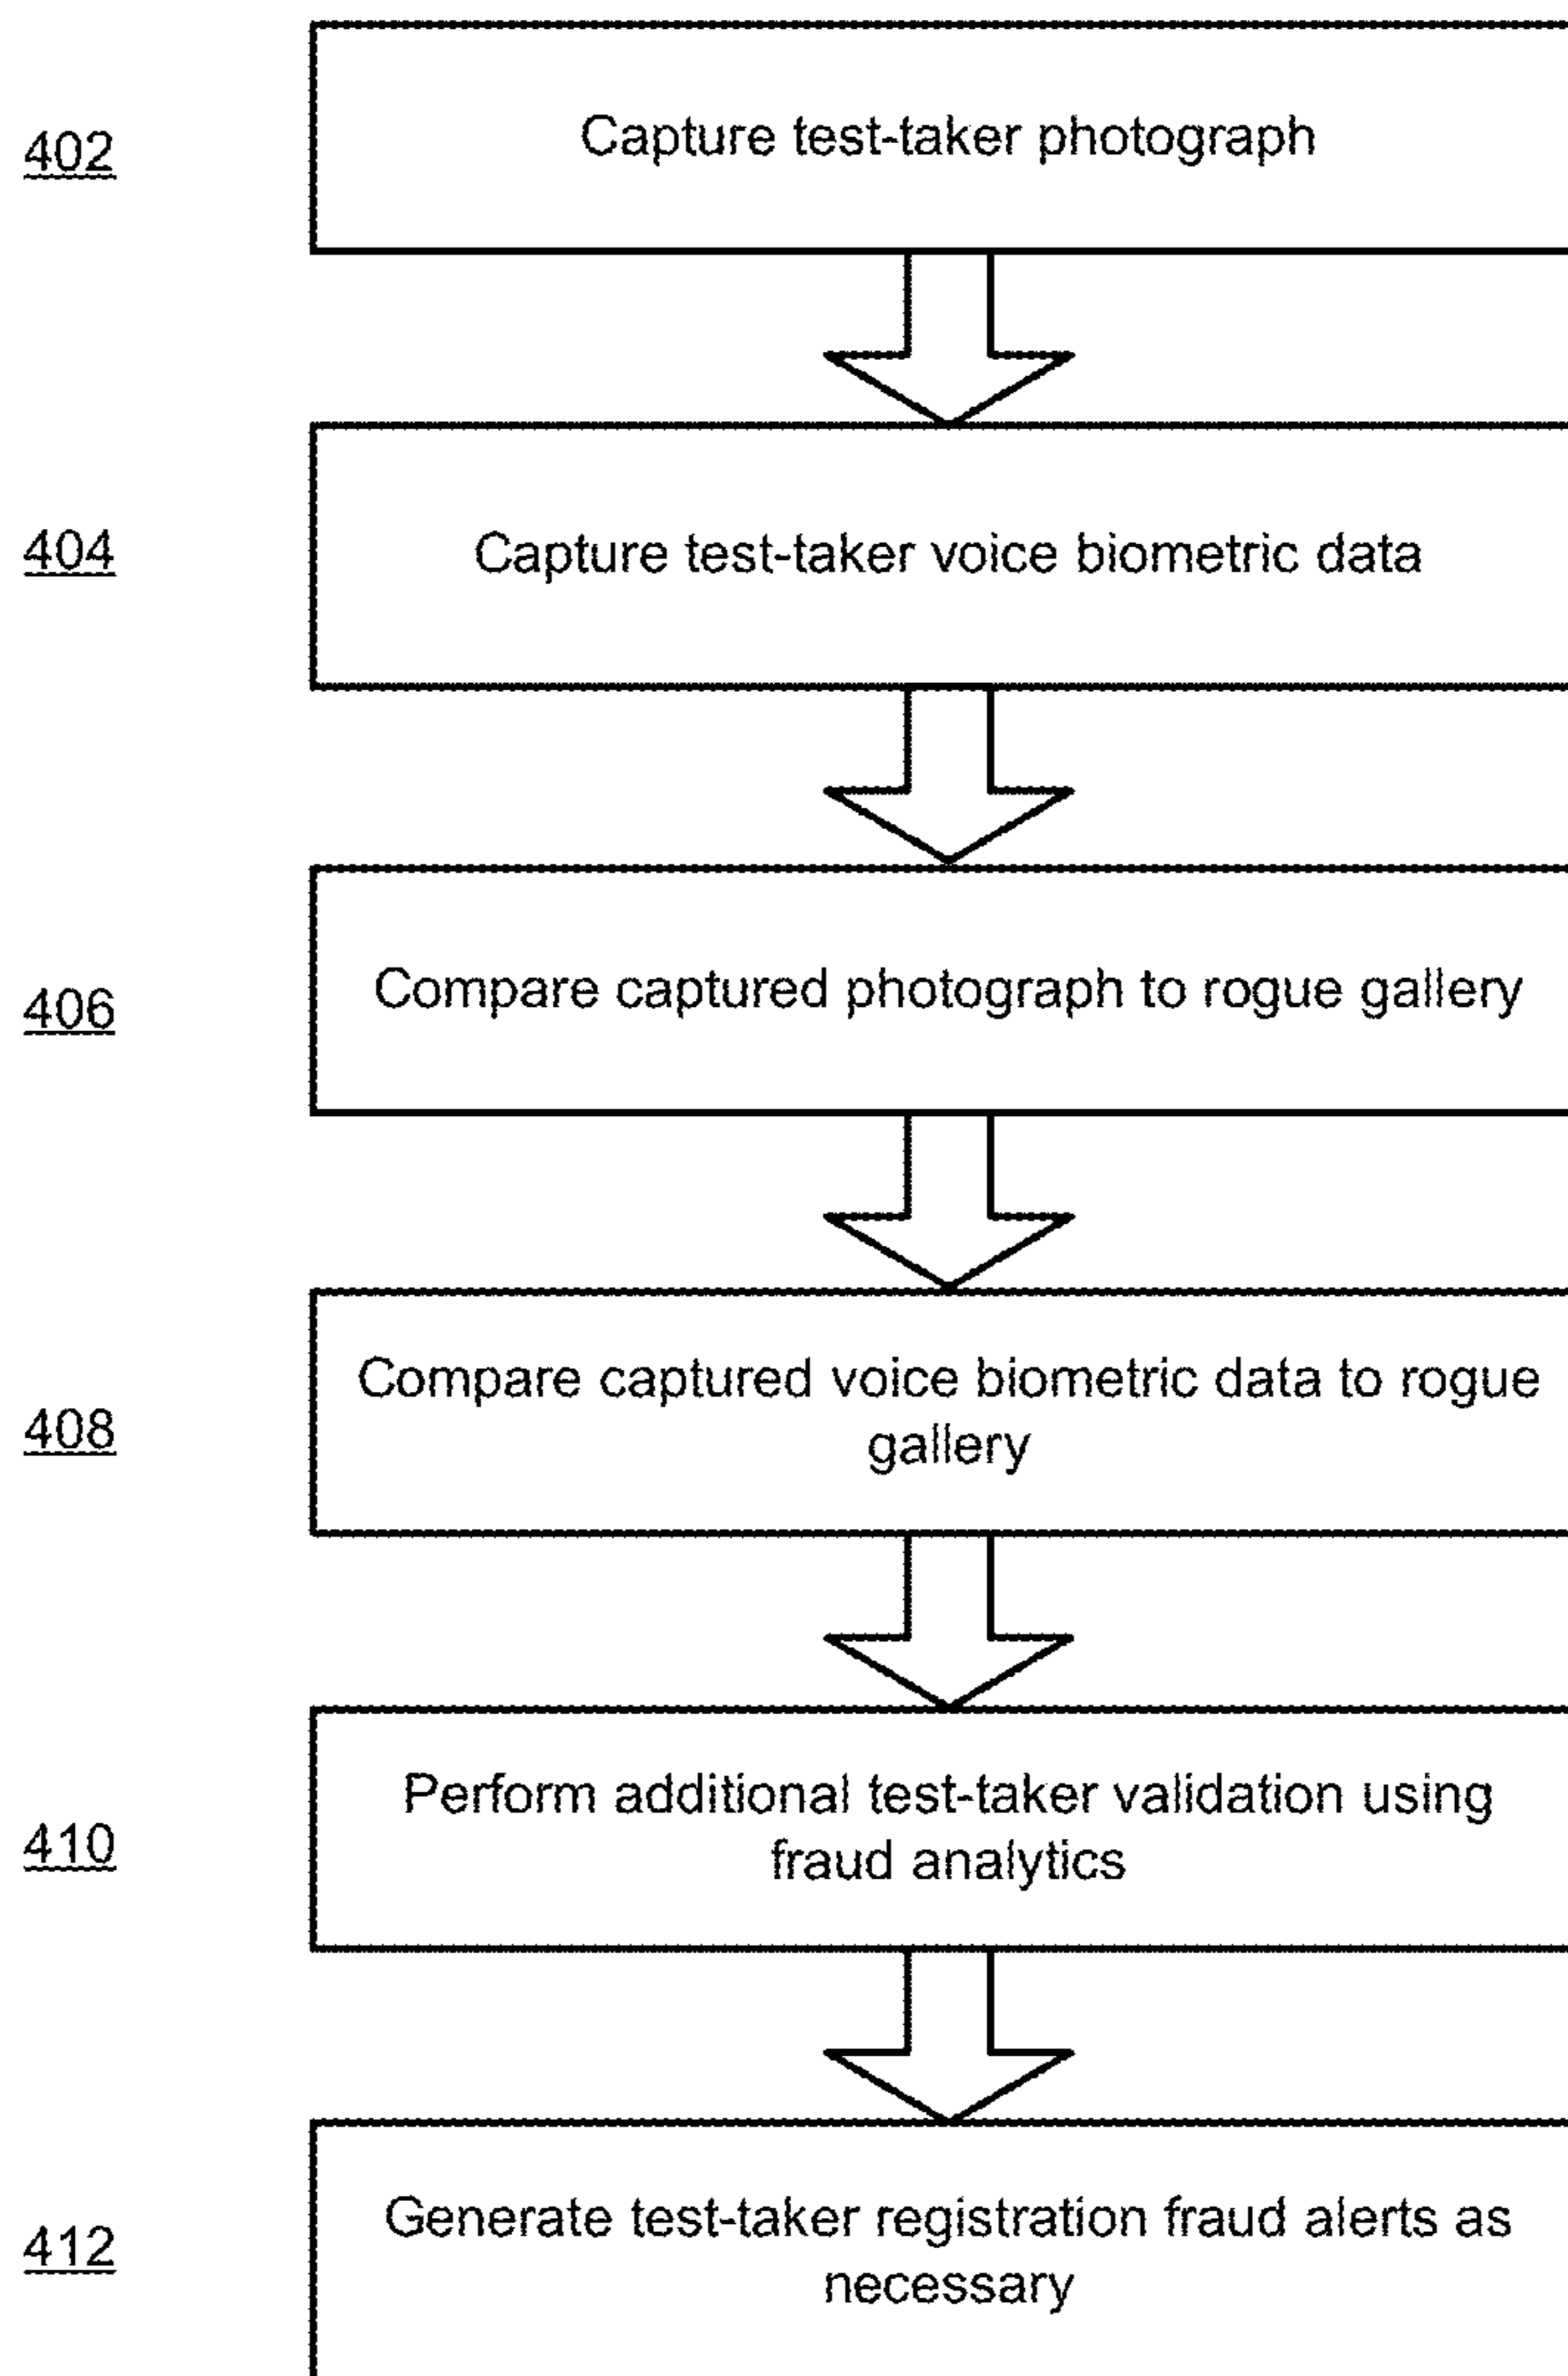 402
Capture test-taker photograph
404
Capture test-taker voice biometric data
406
Compare captured photograph to rogue gallery
408
Compare captured voice biometric data to rogue
gallery
410
Perform additional test-taker validation using
fraud analytics
412
Generate test-taker registration fraud alerts as
necessary